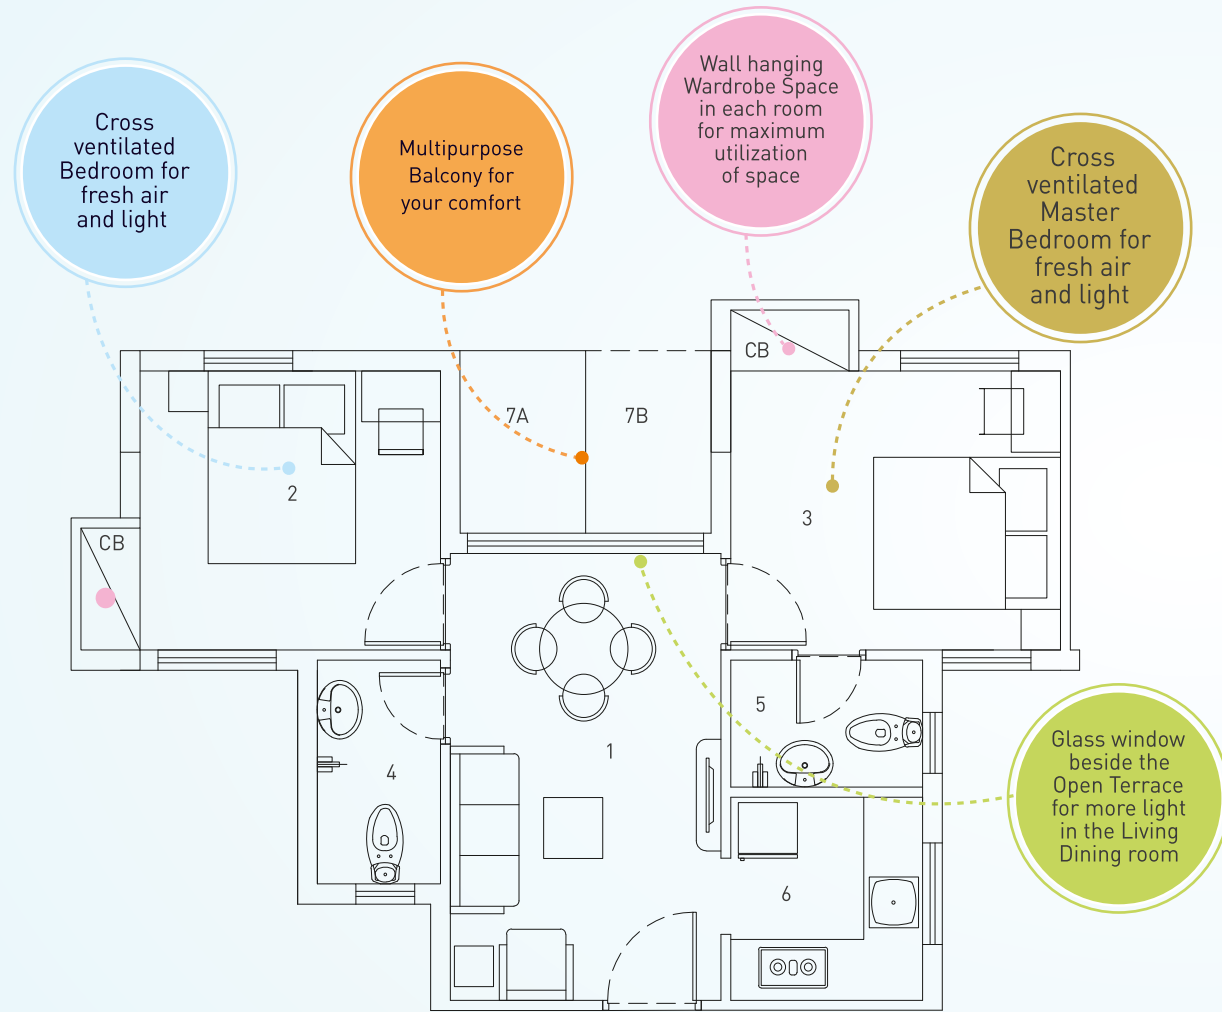 Cross
ventilated
Bedroom for
fresh air
and light
Multipurpose
Balcony for
your comfort
Wall hanging
Wardrobe Space
in each room
for maximum
utilization
of space
Cross
ventilated
Master
Bedroom for
fresh air
and light
CB
7A
7B
2
3
CB
5
1
4
6
Glass window
beside the
Open Terrace
for more light
in the Living
Dining room